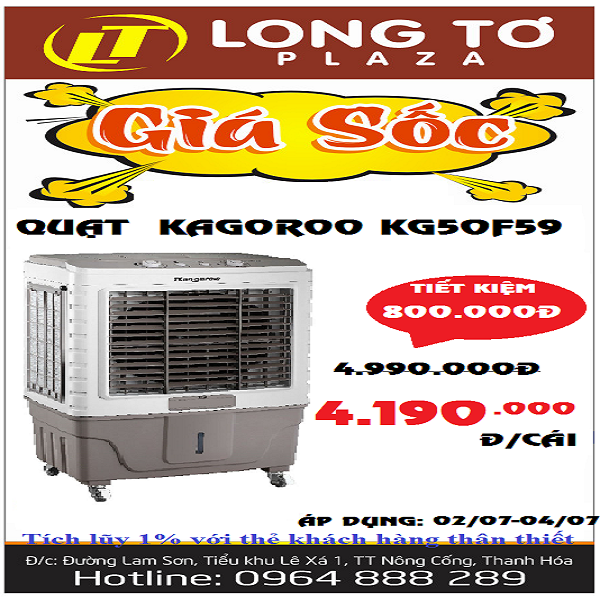 LT LONG TƠ
PLAZA
Giá Sốc
QUẠT KAGOROO KG50F59
Kangaroo
TIẾT KIỆM
800.000Đ
4.990.000Đ
4.190.000
Đ/CÁI
ÁP DỤNG: 02/07-04/07
Tích lũy 1% với thẻ khách hàng thân thiết
Đ/c: Đường Lam Sơn, Tiểu khu Lê Xá 1, TT Nông Cống, Thanh Hóa
Hotline: 0964 888 289